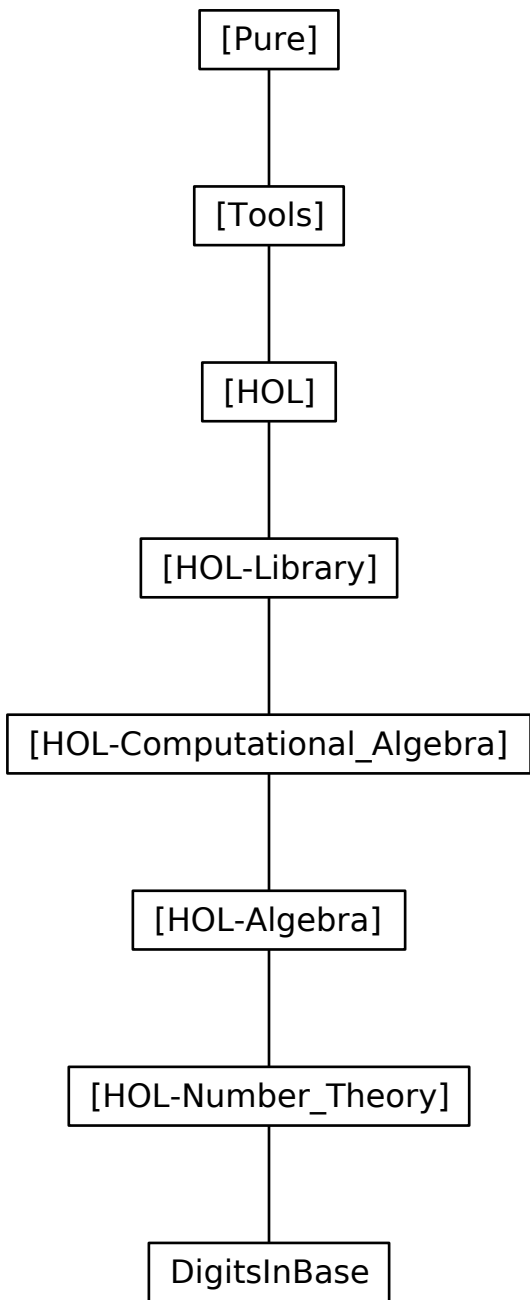 [Pure]
[Tools]
[HOL]
[HOL-Library]
[HOL-Computational_Algebra]
[HOL-Algebra]
[HOL-Number_Theory]
DigitsInBase